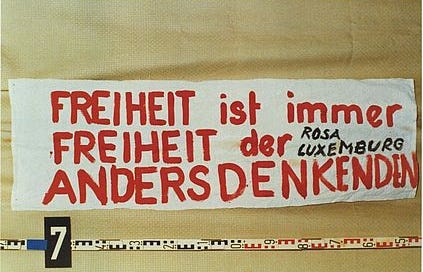 FREIHEIT ist immer
FREIHEIT der ROSA
LUXEMBURG
ANDERSDENKENDEN
7